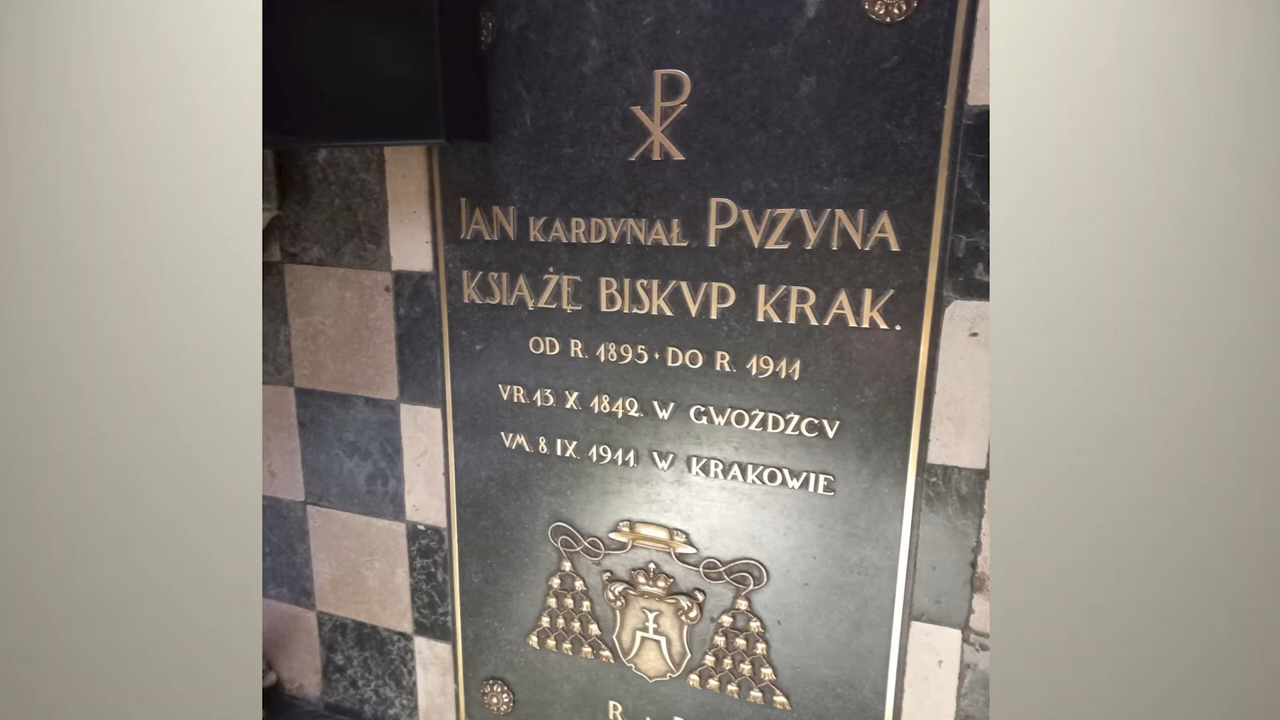 JAN KARDYNAŁ PVZYNA
KSIĄŻĘ BISKVP KRAK.
OD R. 1895 · DO R. 1911
VR. 13. X. 1842. W GWOŹDŹCV
VM. 8. IX. 1911. W KRAKOWIE